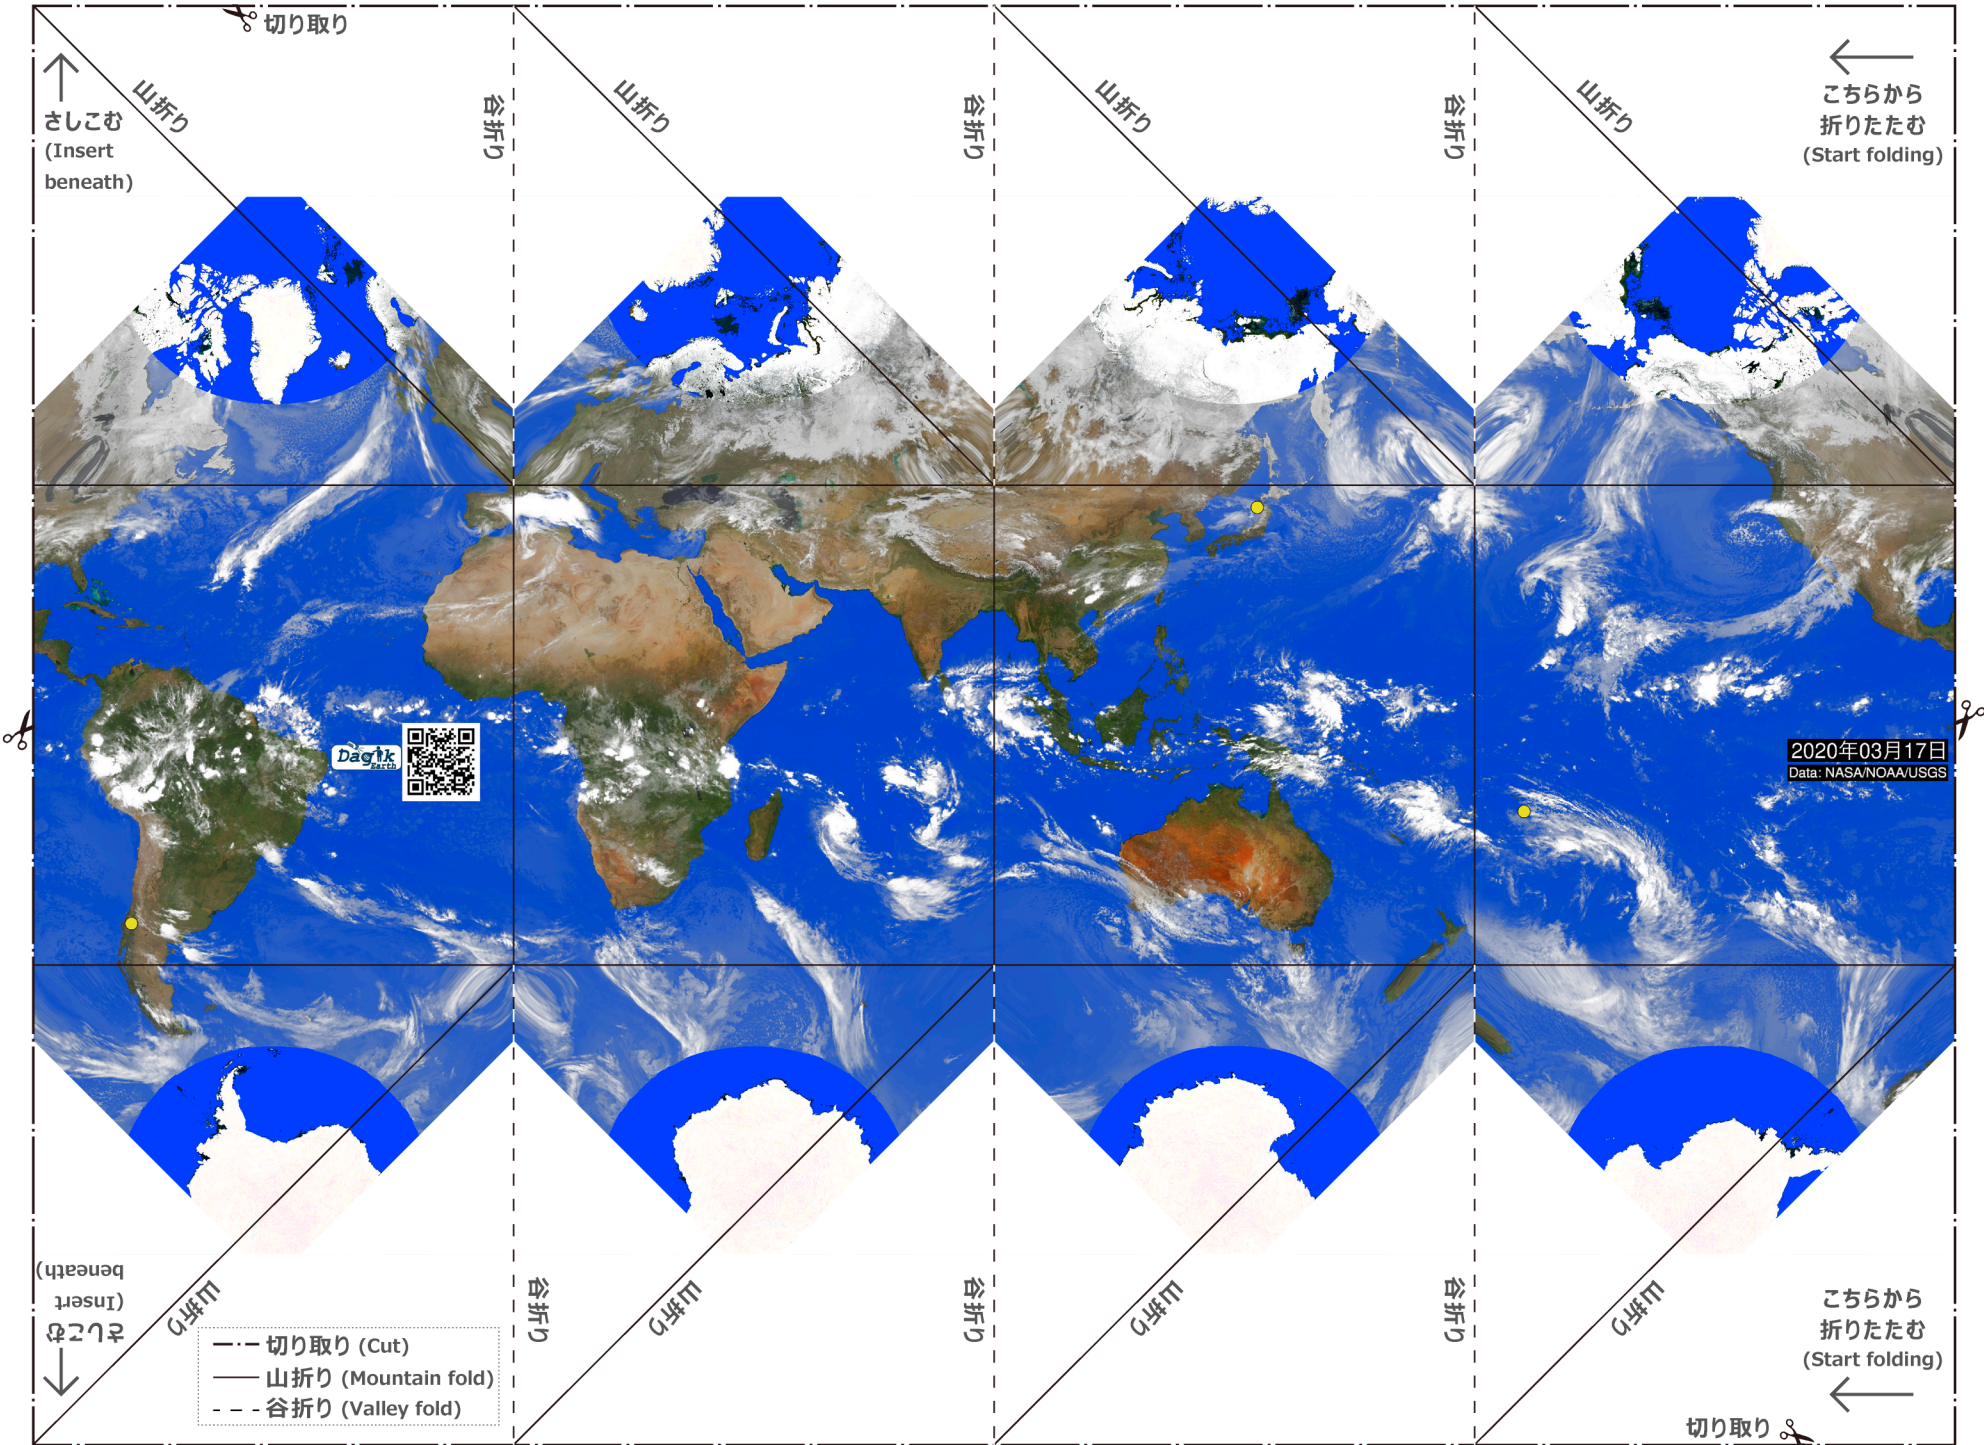 切り取り
さしこむ
(Insert
beneath)
山折り
谷折り
山折り
谷折り
山折り
谷折り
山折り
こちらから
折りたたむ
(Start folding)
Dagik
Earth
2020年03月17日
Data: NASA/NOAA/USGS
さしこむ
(Insert
beneath)
山折り
谷折り
山折り
谷折り
山折り
谷折り
山折り
こちらから
折りたたむ
(Start folding)
切り取り (Cut)
山折り (Mountain fold)
谷折り (Valley fold)
切り取り